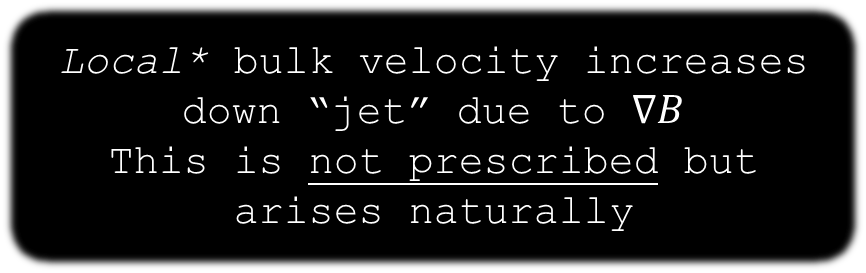 Local* bulk velocity increases
down “jet” due to ∇B
This is not prescribed but
arises naturally